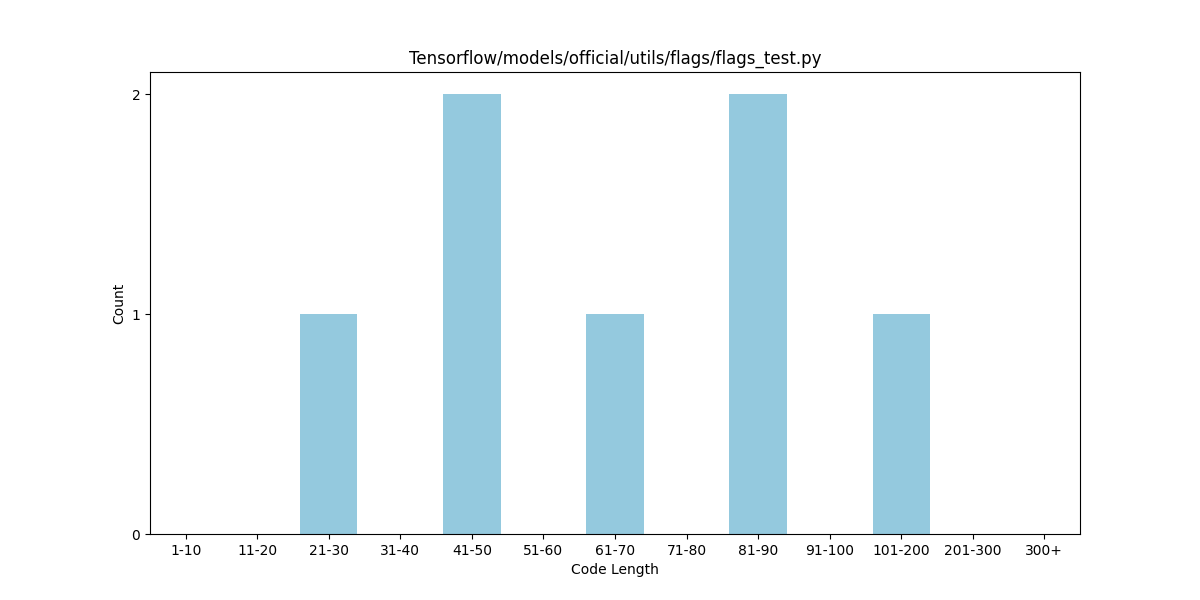 Tensorflow/models/official/utils/flags/flags_test.py
Count
2
1
0
1-10 11-20 21-30 31-40 41-50 51-60 61-70 71-80 81-90 91-100 101-200 201-300 300+
Code Length